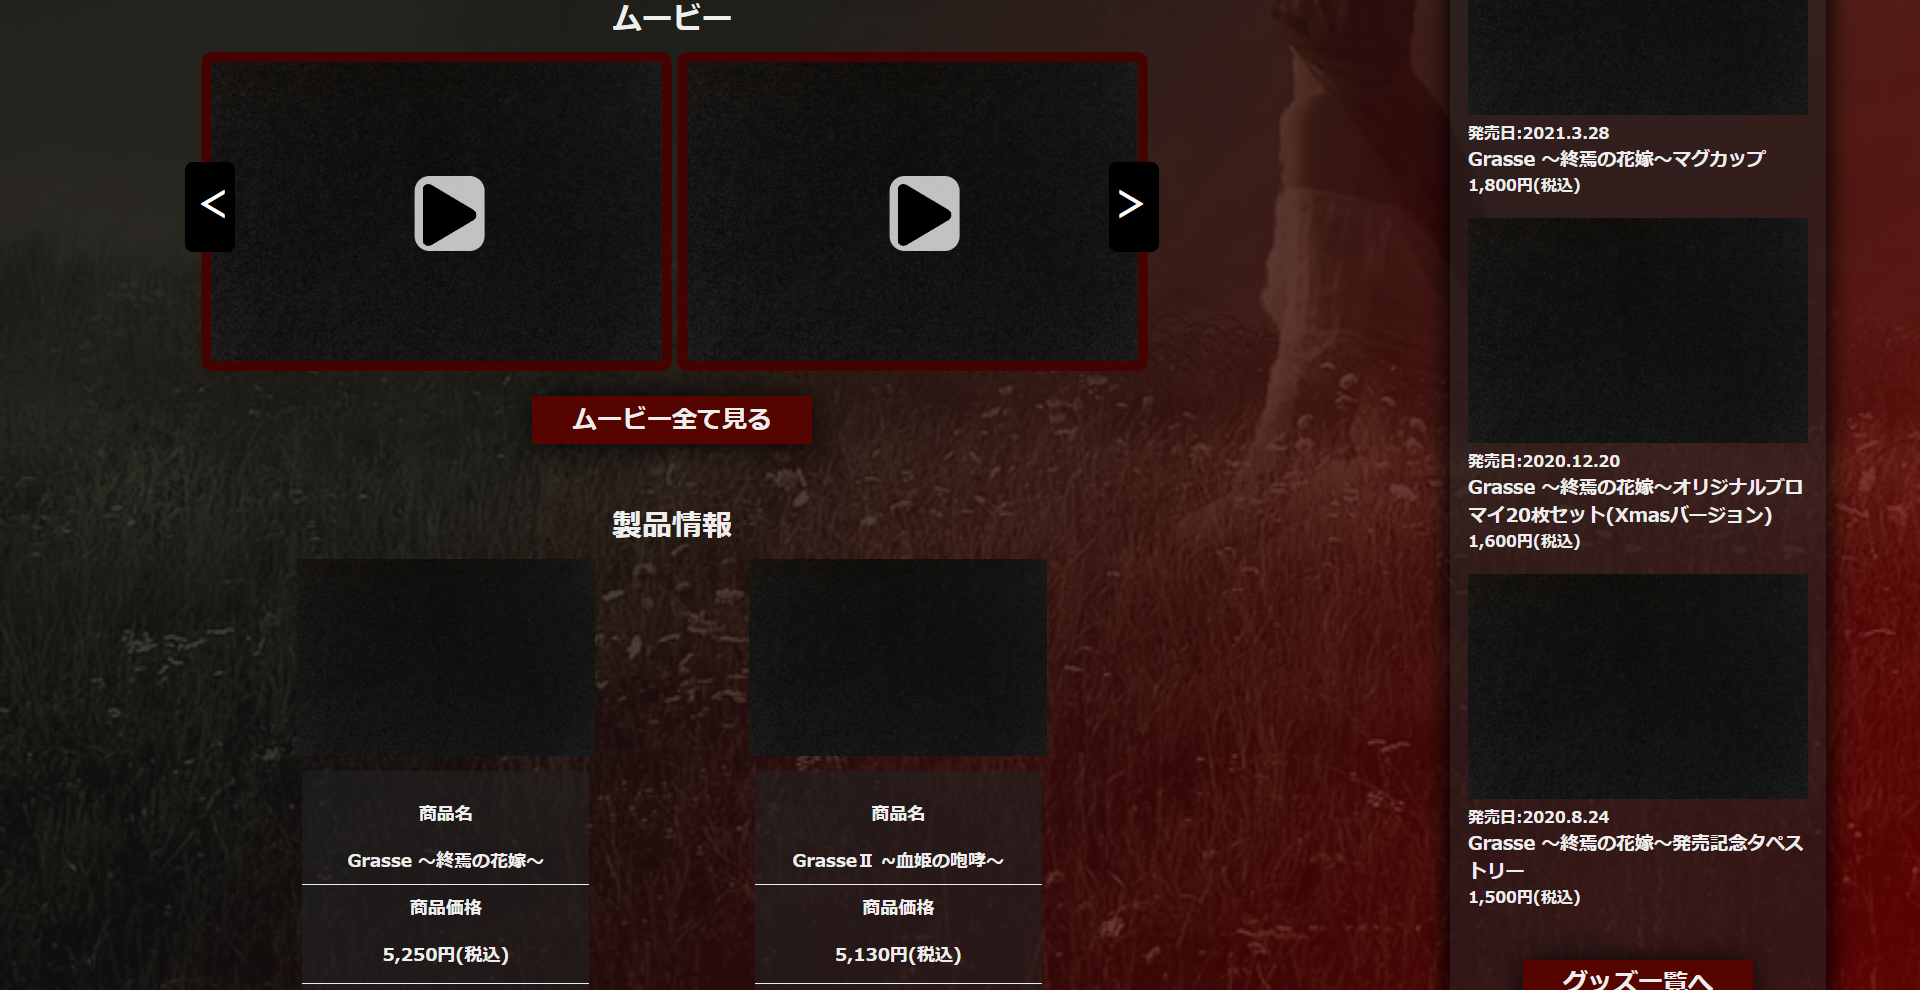 ムービー
<
>
ムービー全て見る
製品情報
商品名
Grasse ～終焉の花嫁～
商品価格
5,250円(税込)
商品名
GrasseⅡ ~血姫の咆哮～
商品価格
5,130円(税込)
発売日:2021.3.28
Grasse ～終焉の花嫁～マグカップ
1,800円(税込)
発売日:2020.12.20
Grasse ～終焉の花嫁～オリジナルブロ
マイ20枚セット(Xmasバージョン)
1,600円(税込)
発売日:2020.8.24
Grasse ～終焉の花嫁～発売記念タペス
トリー
1,500円(税込)
グッズ一覧へ